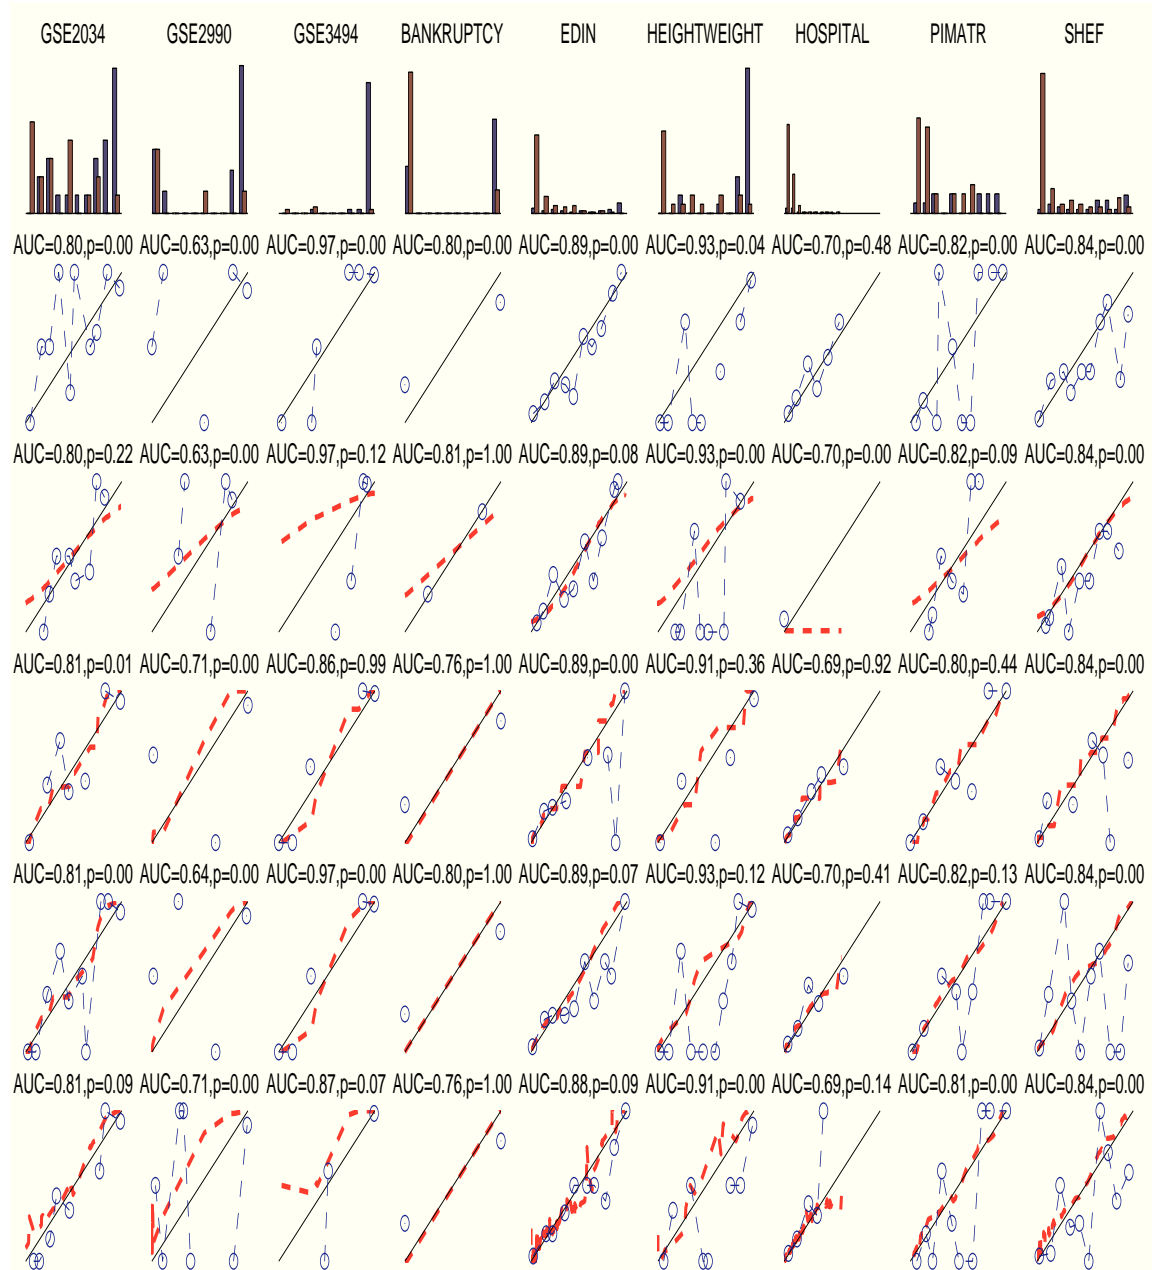 GSE2034 GSE2990 GSE3494 BANKRUPTCY EDIN HEIGHTWEIGHT HOSPITAL PIMATR SHEF
AUC=0.80,p=0.00 AUC=0.63,p=0.00 AUC=0.97,p=0.00 AUC=0.80,p=0.00 AUC=0.89,p=0.00 AUC=0.93,p=0.04 AUC=0.70,p=0.48 AUC=0.82,p=0.00 AUC=0.84,p=0.00
AUC=0.80,p=0.22 AUC=0.63,p=0.00 AUC=0.97,p=0.12 AUC=0.81,p=1.00 AUC=0.89,p=0.08 AUC=0.93,p=0.00 AUC=0.70,p=0.00 AUC=0.82,p=0.09 AUC=0.84,p=0.00
AUC=0.81,p=0.01 AUC=0.71,p=0.00 AUC=0.86,p=0.99 AUC=0.76,p=1.00 AUC=0.89,p=0.00 AUC=0.91,p=0.36 AUC=0.69,p=0.92 AUC=0.80,p=0.44 AUC=0.84,p=0.00
AUC=0.81,p=0.00 AUC=0.64,p=0.00 AUC=0.97,p=0.00 AUC=0.80,p=1.00 AUC=0.89,p=0.07 AUC=0.93,p=0.12 AUC=0.70,p=0.41 AUC=0.82,p=0.13 AUC=0.84,p=0.00
AUC=0.81,p=0.09 AUC=0.71,p=0.00 AUC=0.87,p=0.07 AUC=0.76,p=1.00 AUC=0.88,p=0.09 AUC=0.91,p=0.00 AUC=0.69,p=0.14 AUC=0.81,p=0.00 AUC=0.84,p=0.00